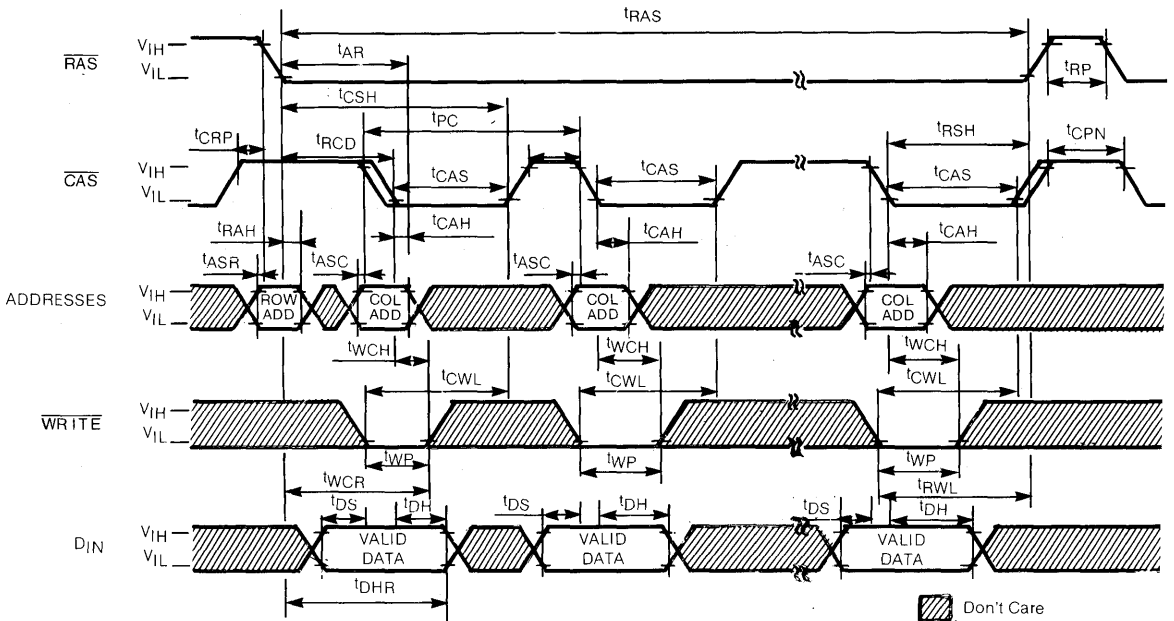 tRAS
RAS VIH VIL
tAR
tRP
tCSH
tPC
tCRP tRCD tRSH tCPN
CAS VIH VIL
tCAS tCAS tCAS
tRAH tCAH tCAH tCAH
tASR tASC tASC tASC
ADDRESSES VIH VIL
ROW ADD COL ADD COL ADD COL ADD
tWCH tWCH tWCH
tCWL tCWL tCWL
WRITE VIH VIL
tWP tWP tWP
tWCR tRWL
tDS tDH tDS tDH tDS tDH
DIN VIH VIL
VALID DATA VALID DATA VALID DATA
tDHR
Don't Care